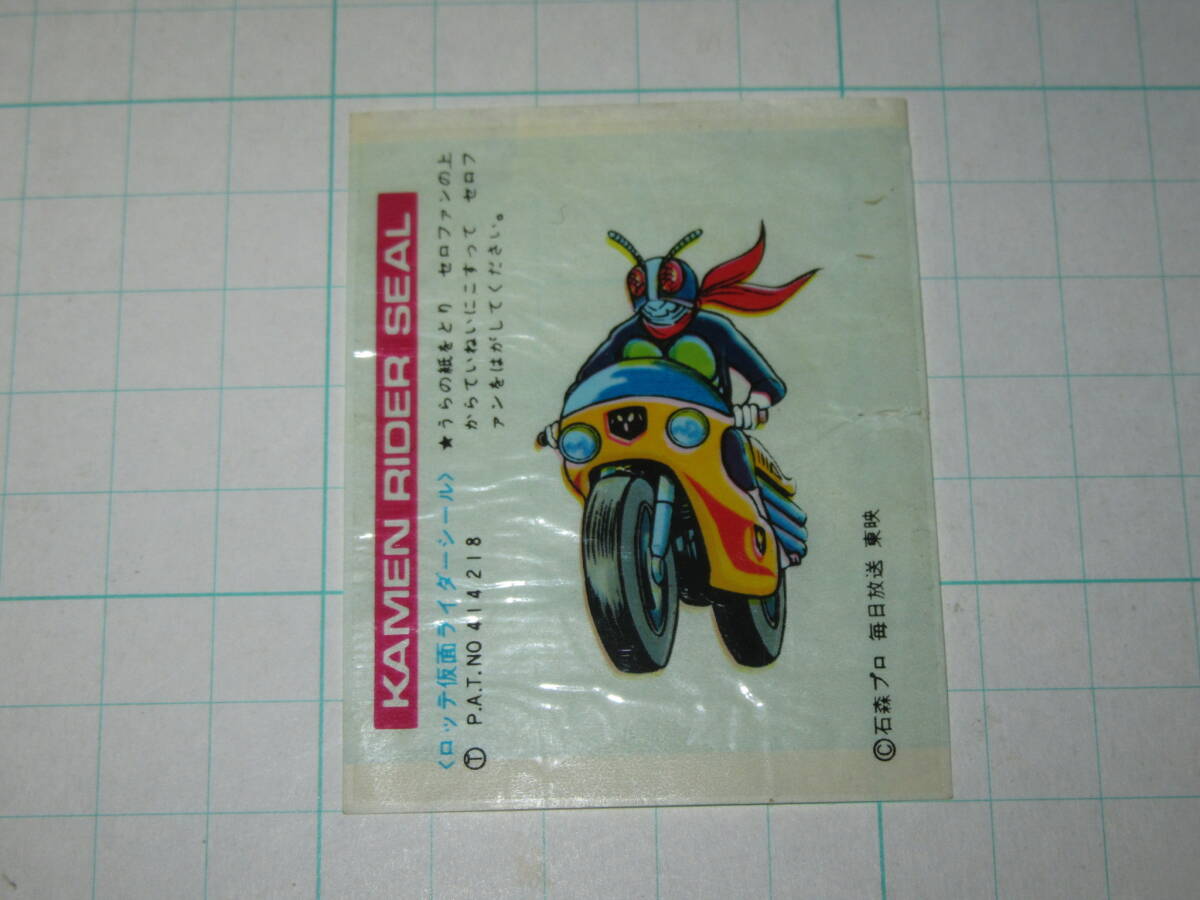 KAMEN RIDER SEAL
〈ロッテ仮面ライダーシール〉 ★うらの紙をとり セロファンの上
Ⓣ P.A.T.NO414218 からていねいにこすって セロフ
ァンをはがしてください。
©石森プロ 毎日放送 東映